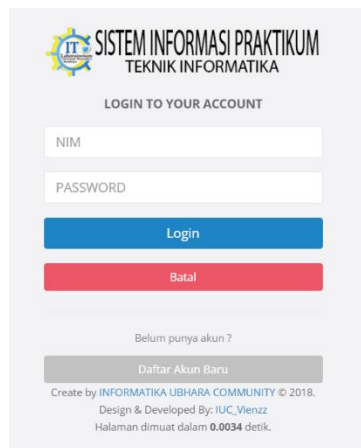 IT
SISTEM INFORMASI PRAKTIKUM
TEKNIK INFORMATIKA
LOGIN TO YOUR ACCOUNT
NIM
PASSWORD
Login
Batal
Belum punya akun ?
Daftar Akun Baru
Create by INFORMATIKA UBHARA COMMUNITY © 2018.
Design & Developed By: IUC_Vienzz
Halaman dimuat dalam 0.0034 detik.